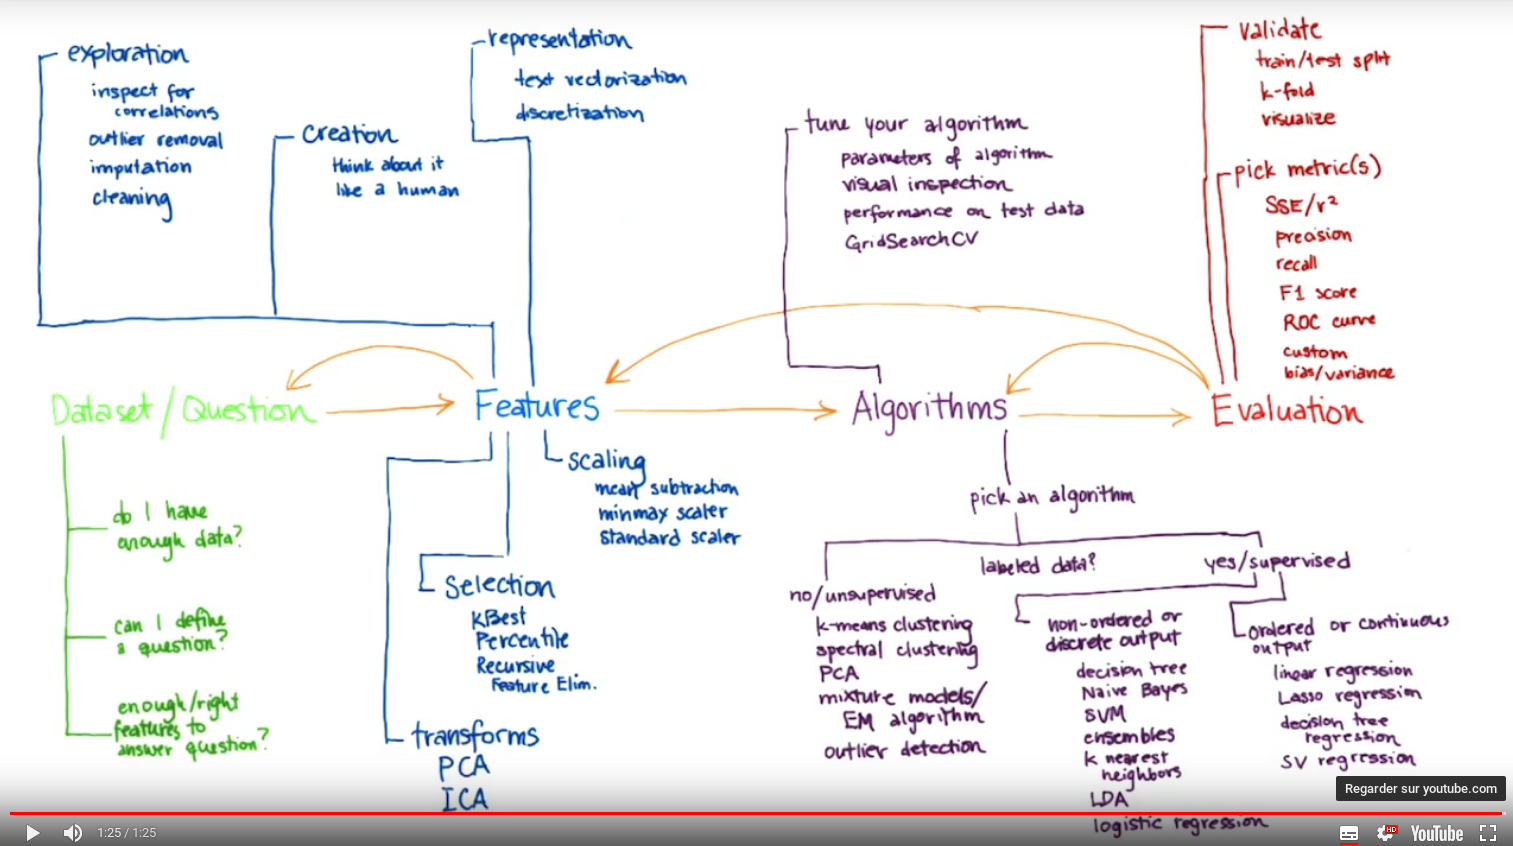 exploration
inspect for
correlations
outlier removal
imputation
cleaning
creation
think about it
like a human
representation
text vectorization
discretization
tune your algorithm
parameters of algorithm
visual inspection
performance on test data
GridSearchCV
validate
train/test split
k-fold
visualize
pick metric(s)
SSE/r²
precision
recall
F1 score
ROC curve
custom
bias/variance
Dataset/Question
Features
Algorithms
Evaluation
do I have
enough data?
can I define
a question?
enough/right
features to
answer question?
scaling
mean subtraction
minmax scaler
standard scaler
Selection
KBest
Percentile
Recursive
Feature Elim.
transforms
PCA
ICA
pick an algorithm
labeled data?
no/unsupervised
k-means clustering
spectral clustering
PCA
mixture models/
EM algorithm
outlier detection
yes/supervised
non-ordered or
discrete output
decision tree
Naive Bayes
SVM
ensembles
k nearest
neighbors
LDA
logistic regression
ordered or continuous
output
linear regression
Lasso regression
decision tree
regression
SV regression
Regarder sur youtube.com
1:25 / 1:25
HD
YouTube